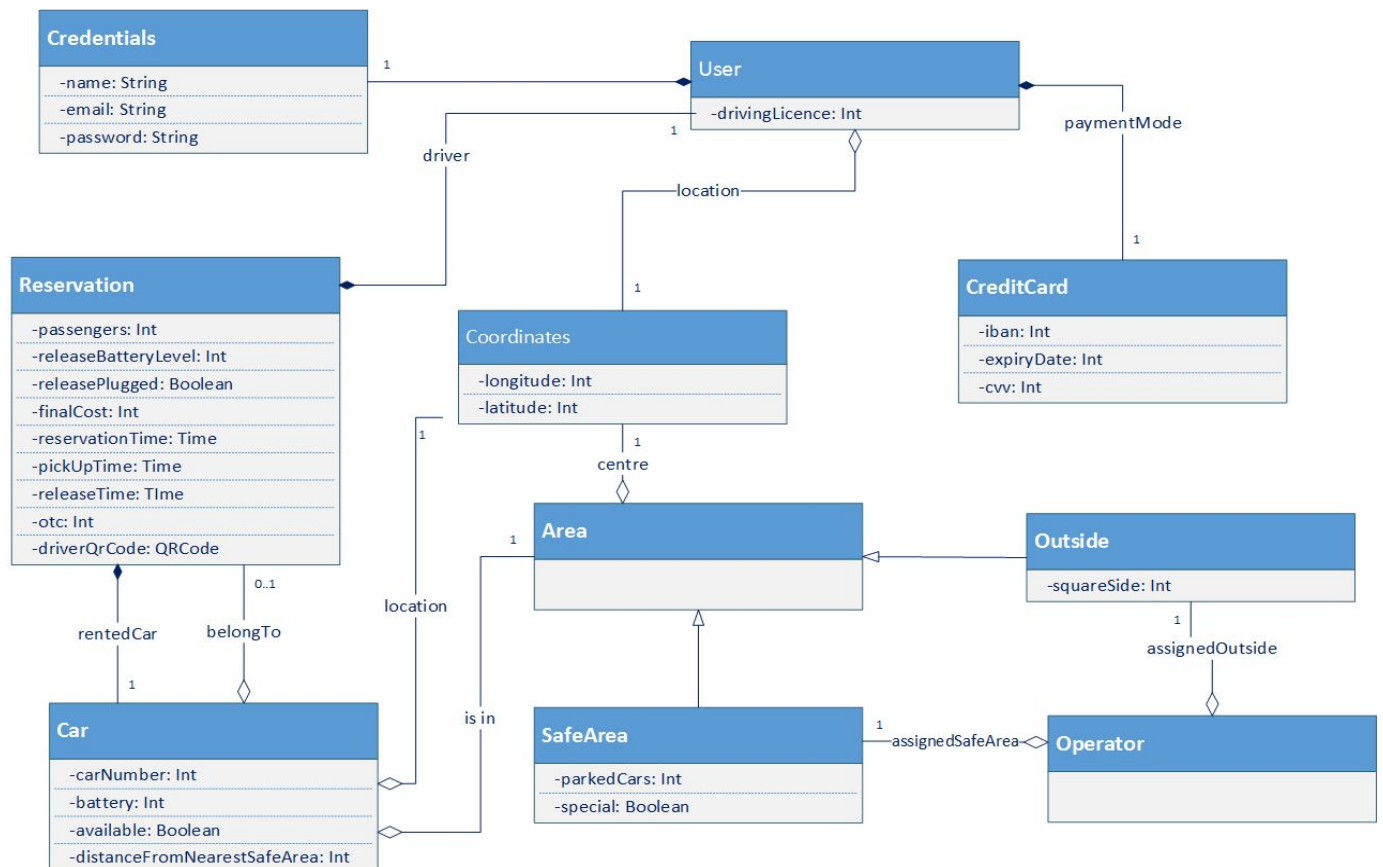 Credentials
-name: String
-email: String
-password: String
1
User
-drivingLicence: Int
1
driver
location
1
paymentMode
1
Reservation
-passengers: Int
-releaseBatteryLevel: Int
-releasePlugged: Boolean
-finalCost: Int
-reservationTime: Time
-pickUpTime: Time
-releaseTime: TIme
-otc: Int
-driverQrCode: QRCode
Coordinates
-longitude: Int
-latitude: Int
1
1
centre
CreditCard
-iban: Int
-expiryDate: Int
-cvv: Int
Area
1
Outside
-squareSide: Int
1
assignedOutside
0..1
rentedCar
belongTo
location
1
is in
Car
-carNumber: Int
-battery: Int
-available: Boolean
-distanceFromNearestSafeArea: Int
SafeArea
-parkedCars: Int
-special: Boolean
1
assignedSafeArea
Operator